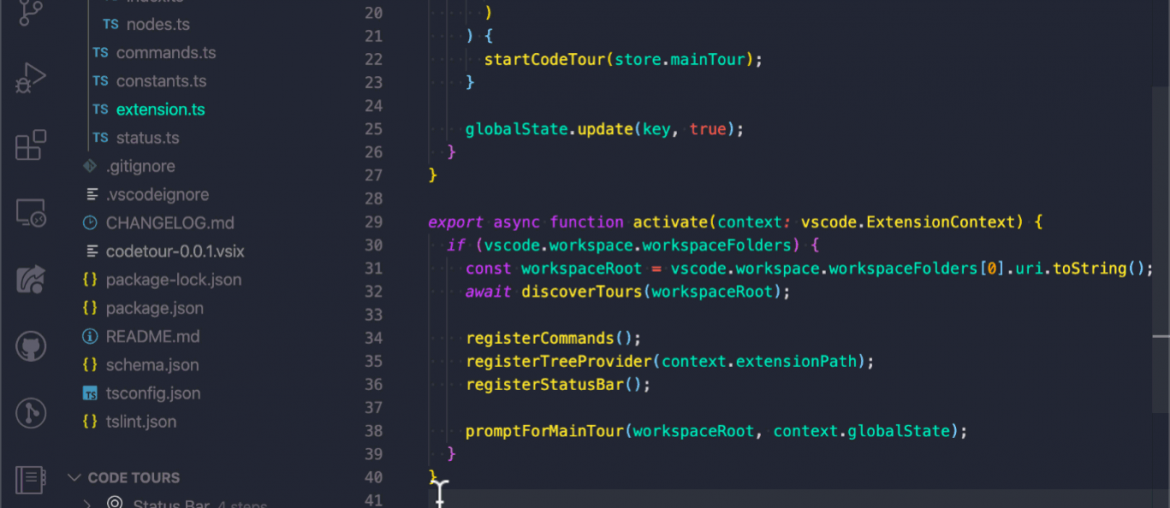 index.ts
TS nodes.ts
TS commands.ts
TS constants.ts
TS extension.ts
TS status.ts
.gitignore
.vscodeignore
CHANGELOG.md
codetour-0.0.1.vsix
{} package-lock.json
{} package.json
README.md
{} schema.json
TS tsconfig.json
{} tslint.json
CODE TOURS
Status Bar 4 steps
20 )
21 ) {
22 startCodeTour(store.mainTour);
23 }
24
25 globalState.update(key, true);
26 }
27 }
28
29 export async function activate(context: vscode.ExtensionContext) {
30 if (vscode.workspace.workspaceFolders) {
31 const workspaceRoot = vscode.workspace.workspaceFolders[0].uri.toString();
32 await discoverTours(workspaceRoot);
33
34 registerCommands();
35 registerTreeProvider(context.extensionPath);
36 registerStatusBar();
37
38 promptForMainTour(workspaceRoot, context.globalState);
39 }
40 }
41